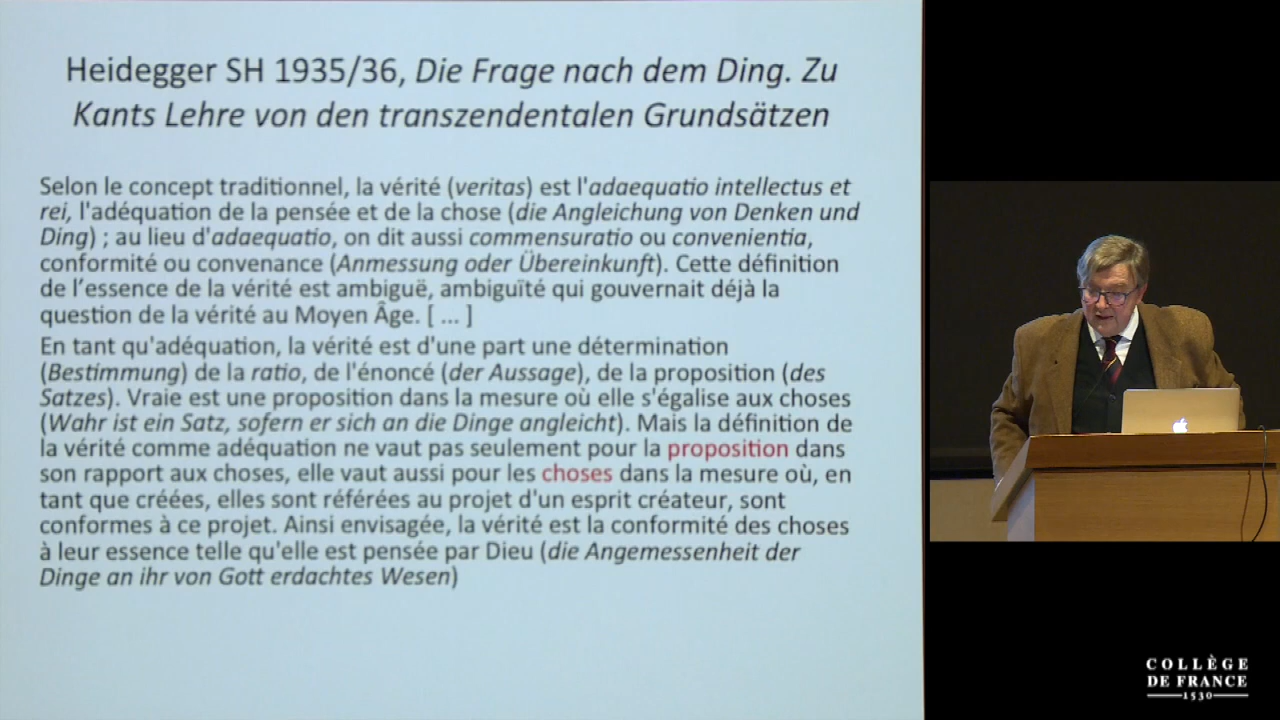 Heidegger SH 1935/36, Die Frage nach dem Ding. Zu
Kants Lehre von den transzendentalen Grundsätzen
Selon le concept traditionnel, la vérité (veritas) est l'adaequatio intellectus et
rei, l'adéquation de la pensée et de la chose (die Angleichung von Denken und
Ding) ; au lieu d'adaequatio, on dit aussi commensuratio ou convenientia,
conformité ou convenance (Anmessung oder Übereinkunft). Cette définition
de l’essence de la vérité est ambiguë, ambiguïté qui gouvernait déjà la
question de la vérité au Moyen Âge. [ ... ]
En tant qu'adéquation, la vérité est d'une part une détermination
(Bestimmung) de la ratio, de l'énoncé (der Aussage), de la proposition (des
Satzes). Vraie est une proposition dans la mesure où elle s'égalise aux choses
(Wahr ist ein Satz, sofern er sich an die Dinge angleicht). Mais la définition de
la vérité comme adéquation ne vaut pas seulement pour la proposition dans
son rapport aux choses, elle vaut aussi pour les choses dans la mesure où, en
tant que créées, elles sont référées au projet d'un esprit créateur, sont
conformes à ce projet. Ainsi envisagée, la vérité est la conformité des choses
à leur essence telle qu'elle est pensée par Dieu (die Angemessenheit der
Dinge an ihr von Gott erdachtes Wesen)
COLLÈGE
DE FRANCE
1530